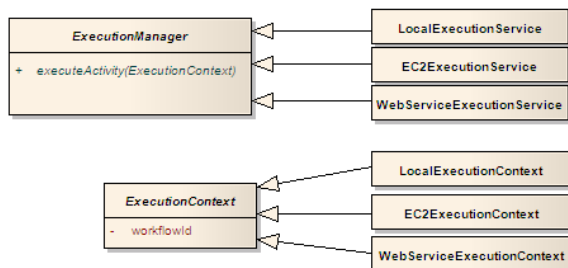 ExecutionManager
+ executeActivity(ExecutionContext)
LocalExecutionService
EC2ExecutionService
WebServiceExecutionService
ExecutionContext
- workflowId
LocalExecutionContext
EC2ExecutionContext
WebServiceExecutionContext